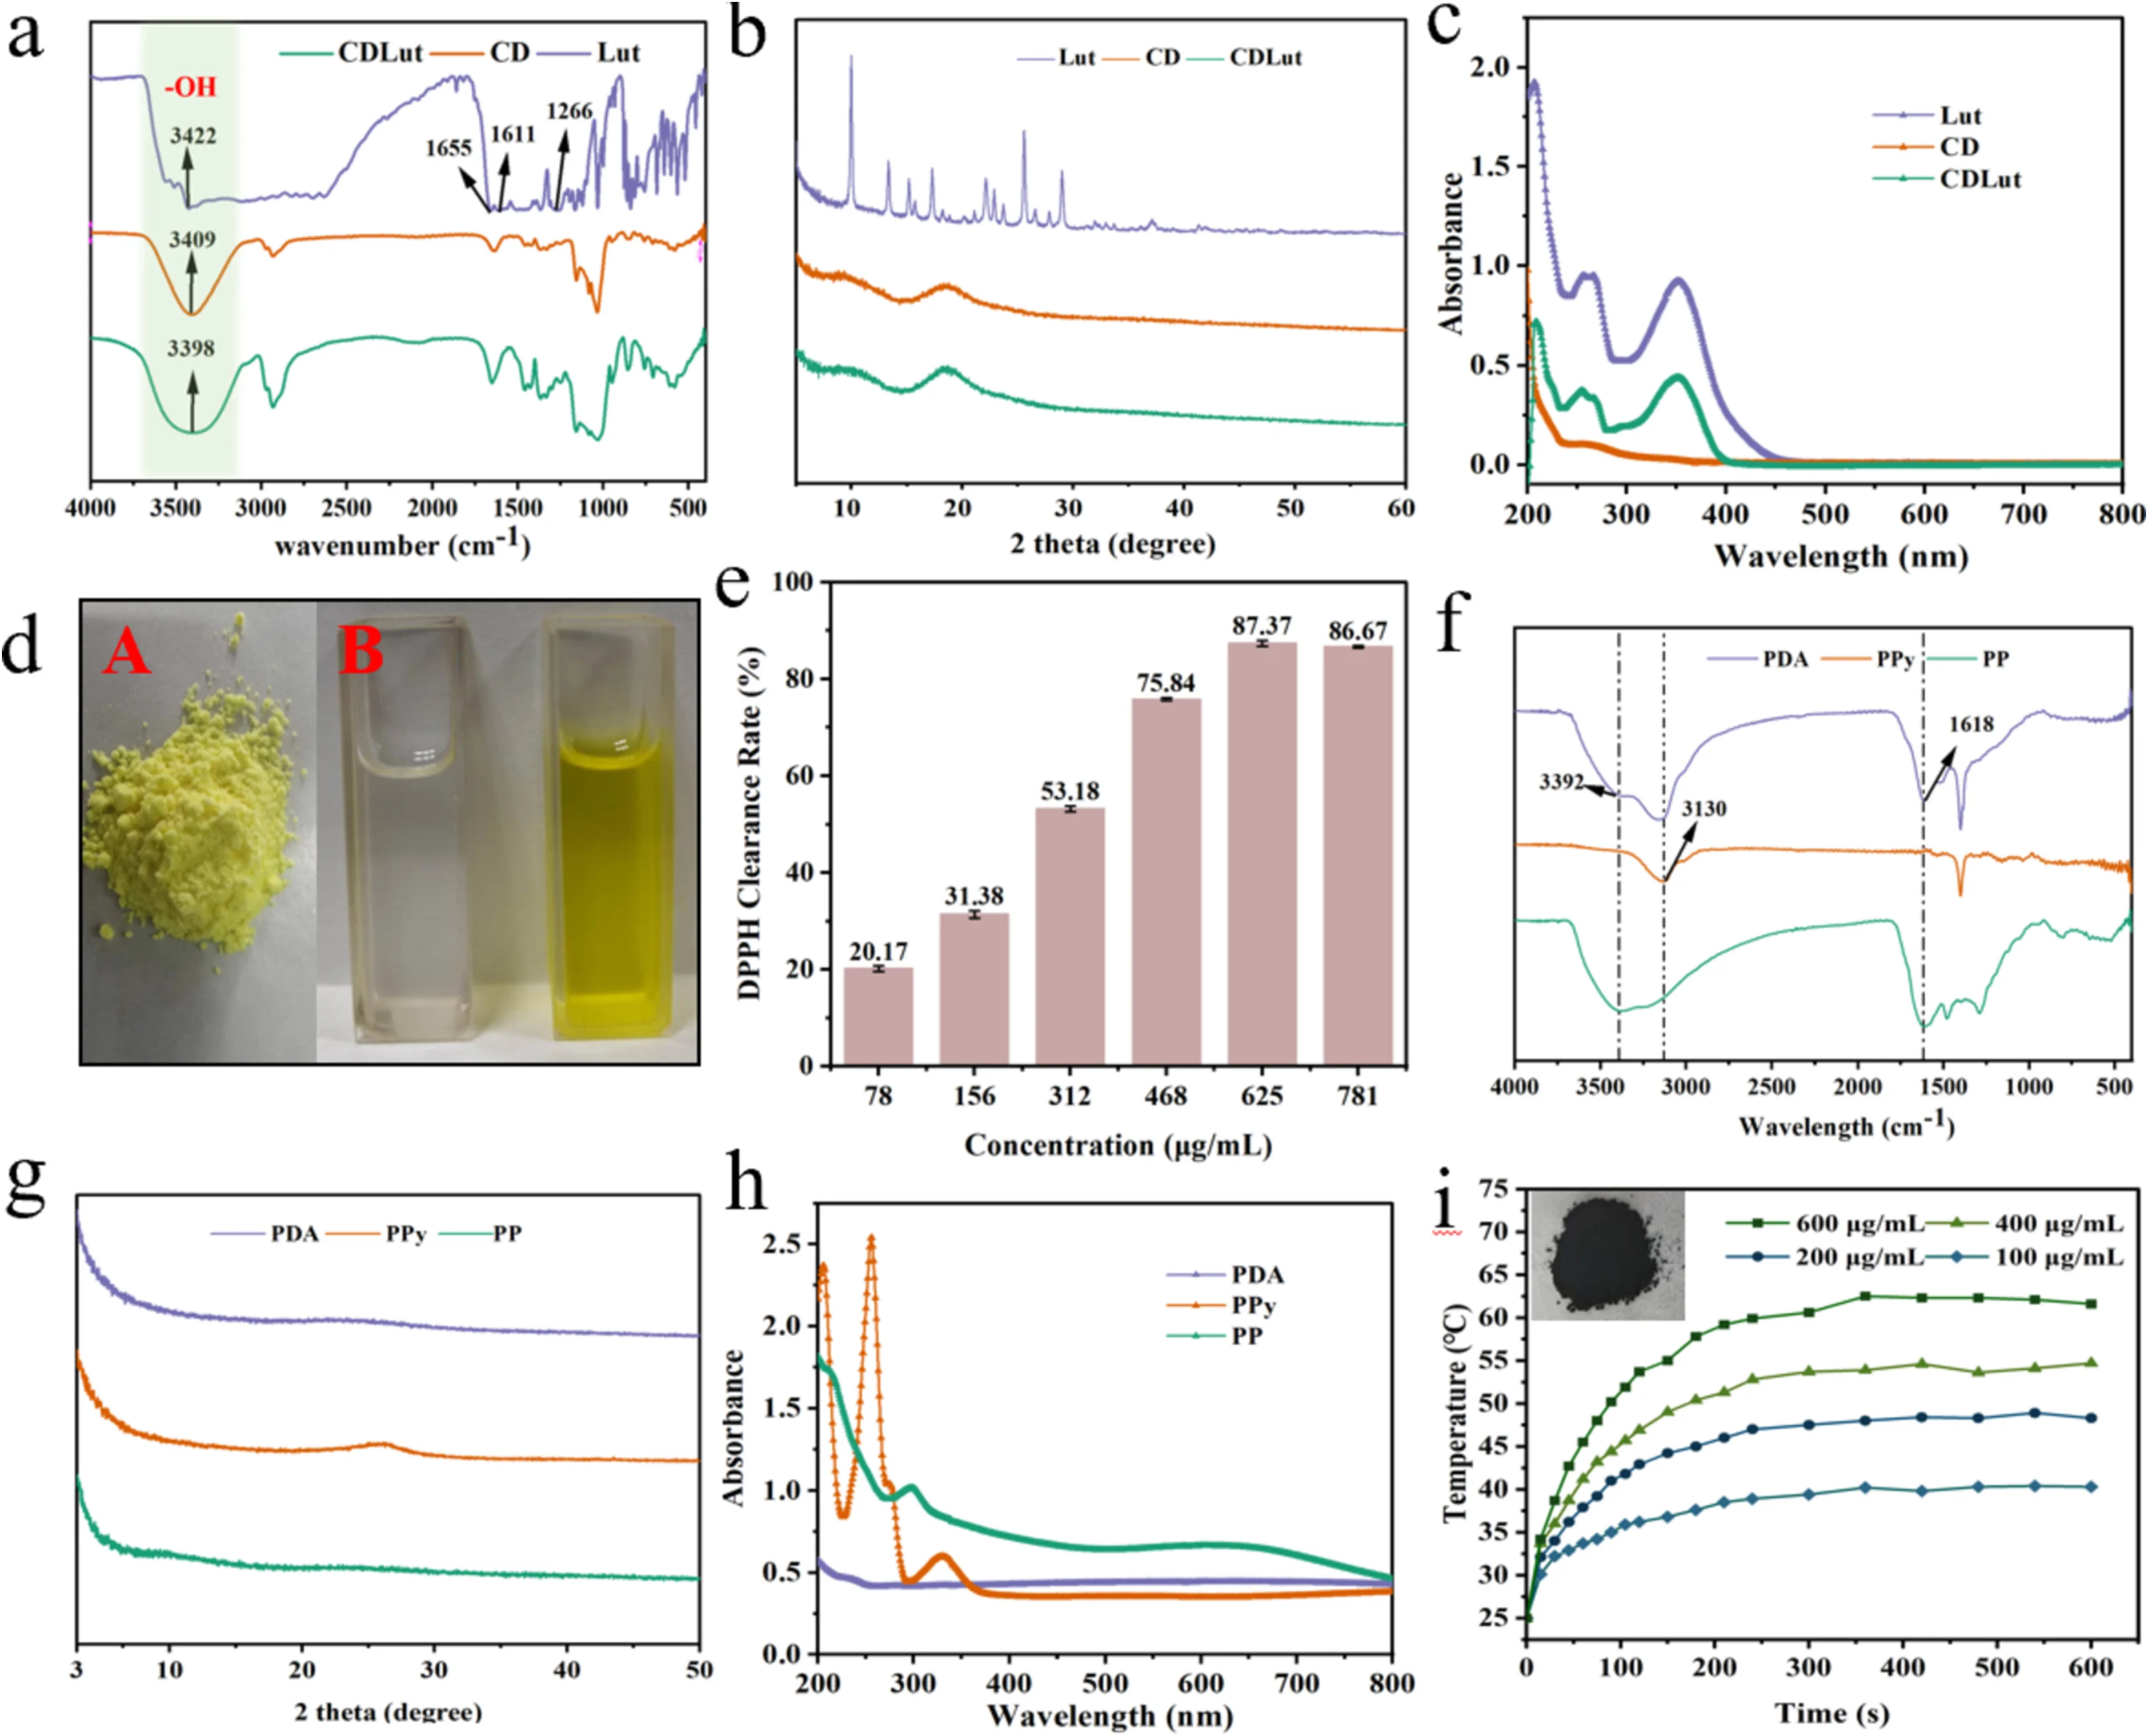 a
CDLut CD Lut
-OH
3422
1655
1611
1266
3409
3398
4000 3500 3000 2500 2000 1500 1000 500
wavenumber (cm-1)
b
Lut CD CDLut
10 20 30 40 50 60
2 theta (degree)
c
2.0
1.5
1.0
0.5
0.0
Absorbance
Lut
CD
CDLut
200 300 400 500 600 700 800
Wavelength (nm)
d
A
B
e
100
80
60
40
20
0
DPPH Clearance Rate (%)
20.17
31.38
53.18
75.84
87.37
86.67
78 156 312 468 625 781
Concentration (μg/mL)
f
PDA PPy PP
3392
3130
1618
4000 3500 3000 2500 2000 1500 1000 500
Wavelength (cm-1)
g
PDA PPy PP
3 10 20 30 40 50
2 theta (degree)
h
2.5
2.0
1.5
1.0
0.5
0.0
Absorbance
PDA
PPy
PP
200 300 400 500 600 700 800
Wavelength (nm)
i
75
70
65
60
55
50
45
40
35
30
25
Temperature (℃)
600 μg/mL 400 μg/mL
200 μg/mL 100 μg/mL
0 100 200 300 400 500 600
Time (s)